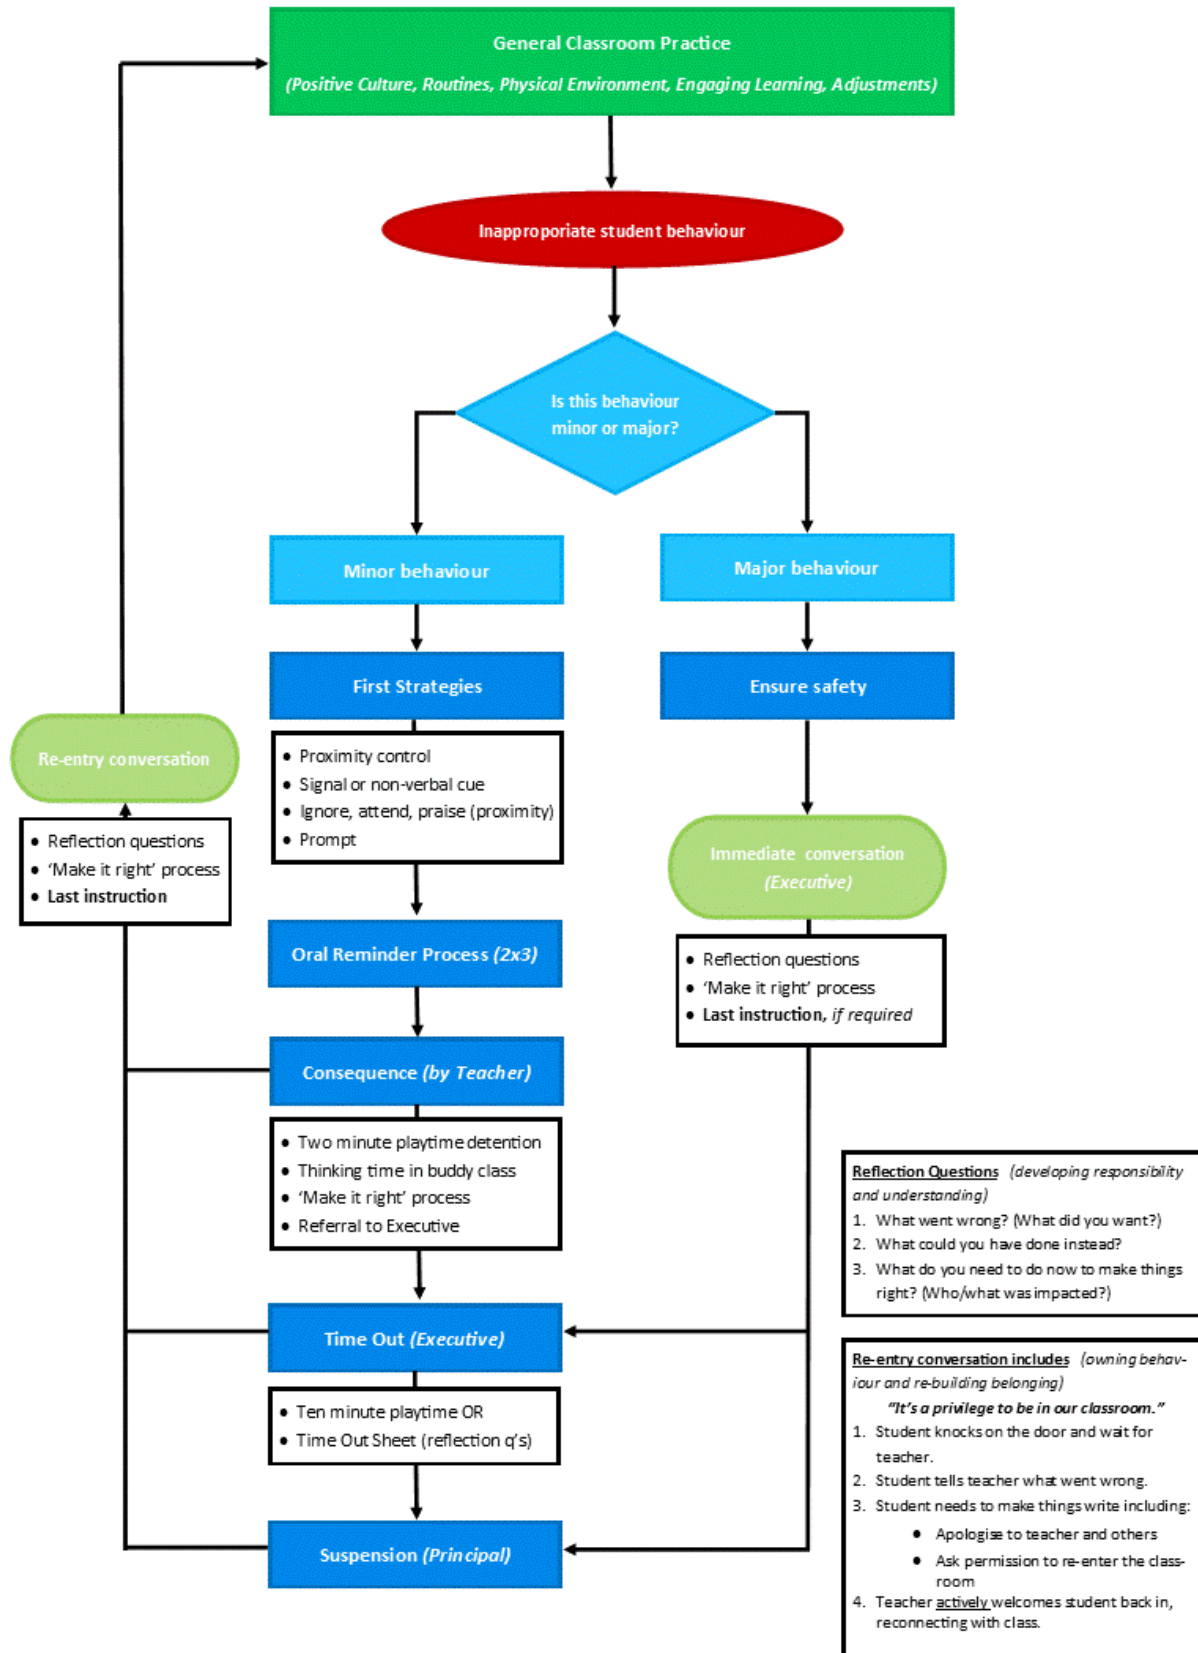 General Classroom Practice
(Positive Culture, Routines, Physical Environment, Engaging Learning, Adjustments)
Inapproporiate student behaviour
Is this behaviour
minor or major?
Minor behaviour
Major behaviour
First Strategies
Ensure safety
• Proximity control
• Signal or non-verbal cue
• Ignore, attend, praise (proximity)
• Prompt
Re-entry conversation
• Reflection questions
• ‘Make it right’ process
• Last instruction
Immediate conversation
(Executive)
• Reflection questions
• ‘Make it right’ process
• Last instruction, if required
Oral Reminder Process (2x3)
Consequence (by Teacher)
• Two minute playtime detention
• Thinking time in buddy class
• ‘Make it right’ process
• Referral to Executive
Time Out (Executive)
• Ten minute playtime OR
• Time Out Sheet (reflection q’s)
Suspension (Principal)
Reflection Questions (developing responsibility
and understanding)
1. What went wrong? (What did you want?)
2. What could you have done instead?
3. What do you need to do now to make things
right? (Who/what was impacted?)
Re-entry conversation includes (owning behav-
iour and re-building belonging)
“It’s a privilege to be in our classroom.”
1. Student knocks on the door and wait for
teacher.
2. Student tells teacher what went wrong.
3. Student needs to make things write including:
• Apologise to teacher and others
• Ask permission to re-enter the class-
room
4. Teacher actively welcomes student back in,
reconnecting with class.